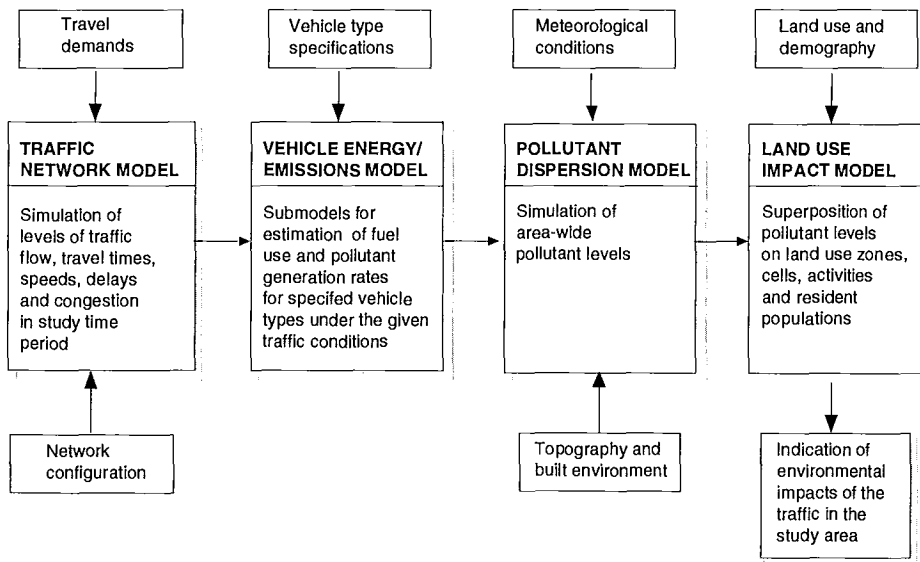 Travel
demands
Vehicle type
specifications
Meteorological
conditions
Land use and
demography
TRAFFIC
NETWORK MODEL
Simulation of
levels of traffic
flow, travel times,
speeds, delays
and congestion
in study time
period
VEHICLE ENERGY/
EMISSIONS MODEL
Submodels for
estimation of fuel
use and pollutant
generation rates
for specifed vehicle
types under the given
traffic conditions
POLLUTANT
DISPERSION MODEL
Simulation of
area-wide
pollutant levels
LAND USE
IMPACT MODEL
Superposition of
pollutant levels
on land use zones,
cells, activities
and resident
populations
Network
configuration
Topography and
built environment
Indication of
environmental
impacts of the
traffic in the
study area